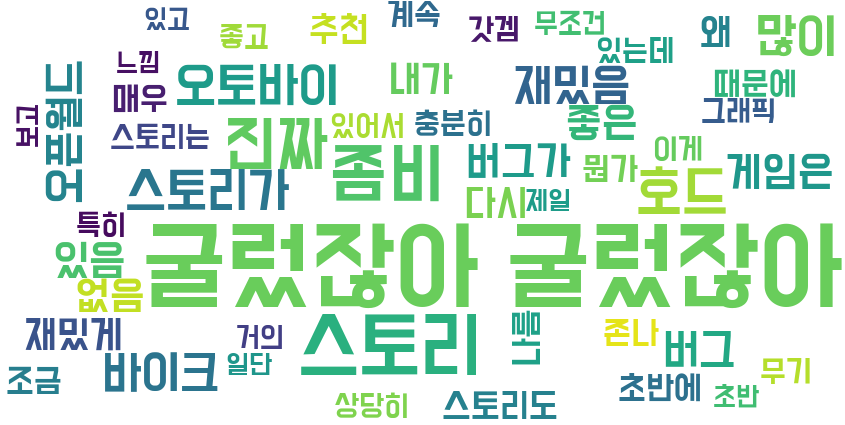 있고
계속
좋고
추천
갓겜
무조건
왜
많이
있는데
느낌
오픈월드
매우
오토바이
내가
재밌음
때문에
그래픽
보고
스토리는
진짜
있어서
충분히
좋은
좀비
버그가
뭔가
이게
게임은
스토리가
다시
제일
호드
특히
있음
없음
굴렀잖아 굴렀잖아
재밌게
거의
스토리
나름
존나
버그
바이크
일단
조금
상당히
스토리도
초반에
초반
무기